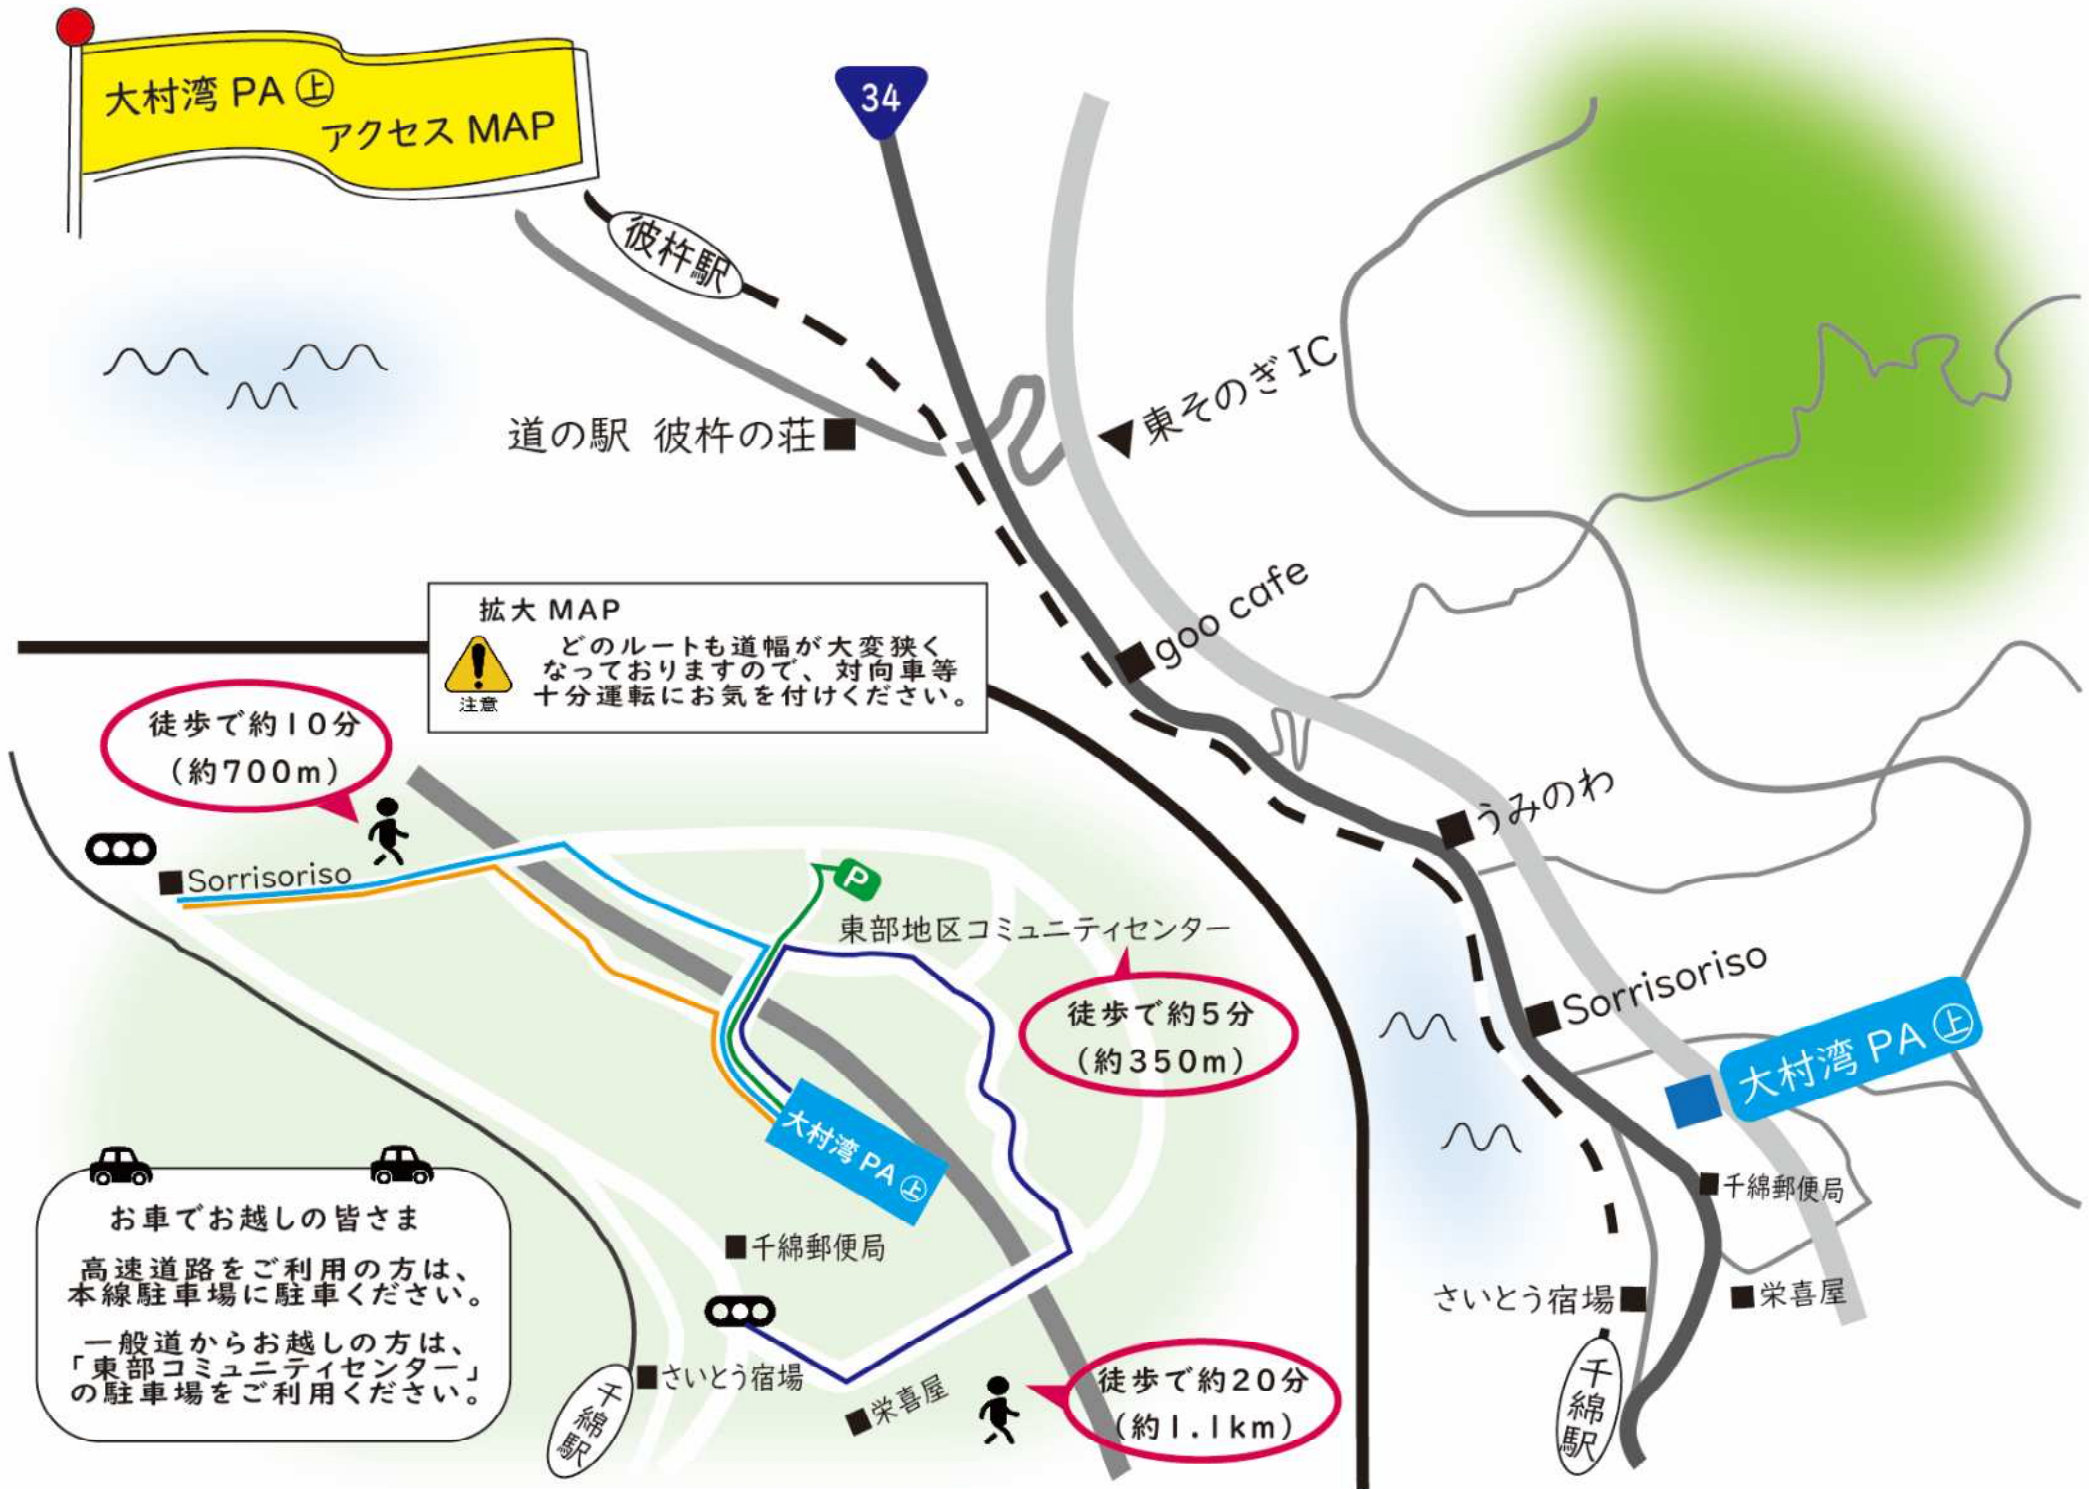 大村湾 PA ㊤
アクセス MAP
34
彼杵駅
道の駅 彼杵の荘
東そのぎ IC
goo cafe
うみのわ
Sorrisoriso
大村湾 PA ㊤
千綿郵便局
さいとう宿場
栄喜屋
千綿駅
拡大 MAP
どのルートも道幅が大変狭く
なっておりますので、対向車等
十分運転にお気を付けください。
注意
徒歩で約10分
(約700m)
Sorrisoriso
P
東部地区コミュニティセンター
徒歩で約5分
(約350m)
大村湾 PA ㊤
千綿郵便局
さいとう宿場
栄喜屋
徒歩で約20分
(約1.1km)
千綿駅
お車でお越しの皆さま
高速道路をご利用の方は、
本線駐車場に駐車ください。
一般道からお越しの方は、
「東部コミュニティセンター」
の駐車場をご利用ください。